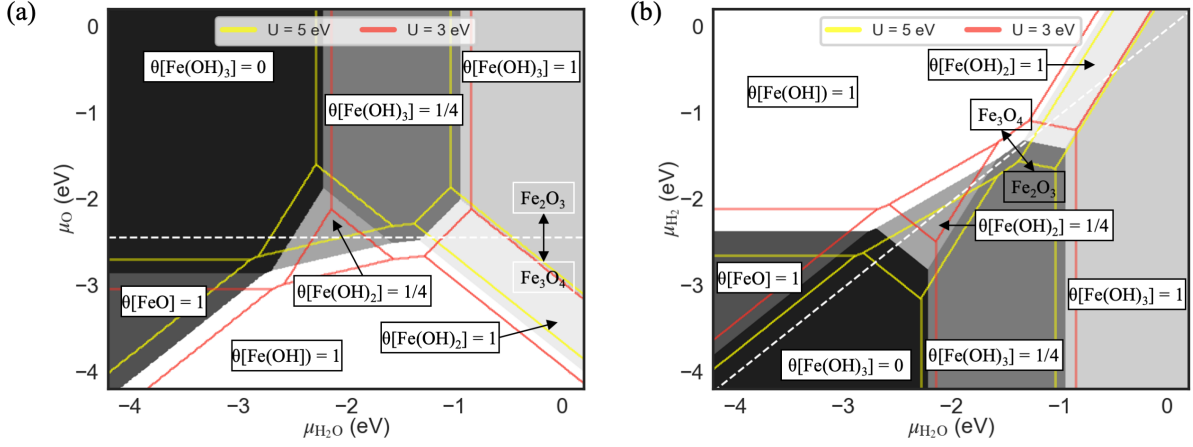 (a)
U = 5 eV
U = 3 eV
θ[Fe(OH)₃] = 0
θ[Fe(OH)₃] = 1
θ[Fe(OH)₃] = 1/4
Fe₂O₃
Fe₃O₄
θ[FeO] = 1
θ[Fe(OH)₂] = 1/4
θ[Fe(OH)₂] = 1
θ[Fe(OH]) = 1
0
−1
−2
−3
−4
μO (eV)
−4
−3
−2
−1
0
μH₂O (eV)
(b)
U = 5 eV
U = 3 eV
θ[Fe(OH)₂] = 1
θ[Fe(OH]) = 1
Fe₃O₄
Fe₂O₃
θ[Fe(OH)₂] = 1/4
θ[FeO] = 1
θ[Fe(OH)₃] = 1
θ[Fe(OH)₃] = 0
θ[Fe(OH)₃] = 1/4
0
−1
−2
−3
−4
μH₂ (eV)
−4
−3
−2
−1
0
μH₂O (eV)